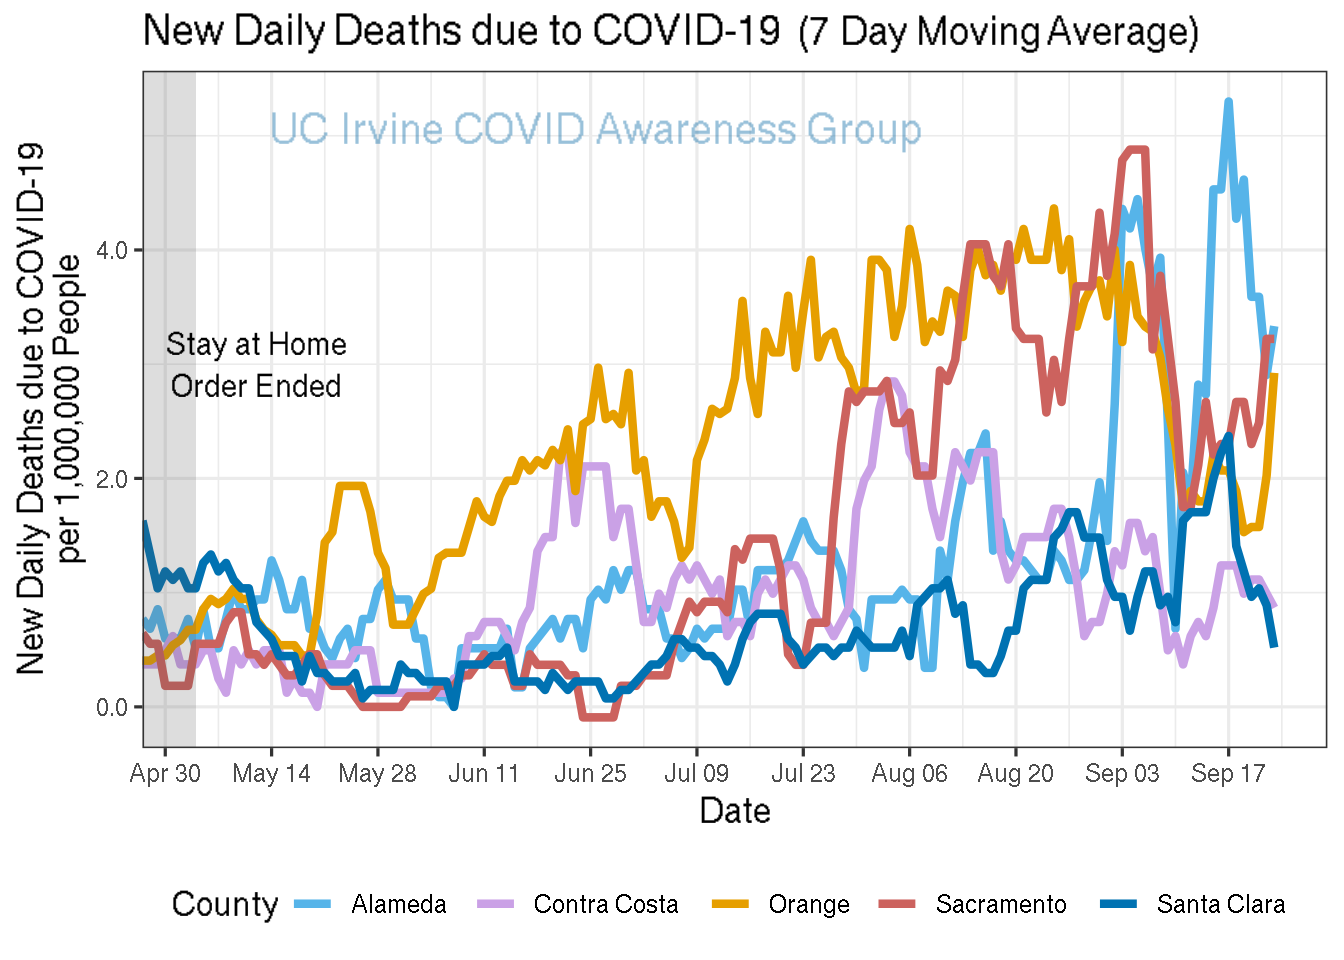 New Daily Deaths due to COVID-19 (7 Day Moving Average)
UC Irvine COVID Awareness Group
New Daily Deaths due to COVID-19
per 1,000,000 People
4.0
2.0
0.0
Stay at Home
Order Ended
Apr 30 May 14 May 28 Jun 11 Jun 25 Jul 09 Jul 23 Aug 06 Aug 20 Sep 03 Sep 17
Date
County Alameda Contra Costa Orange Sacramento Santa Clara